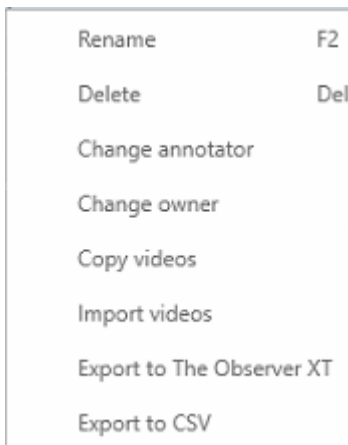 Rename F2
Delete Del
Change annotator
Change owner
Copy videos
Import videos
Export to The Observer XT
Export to CSV